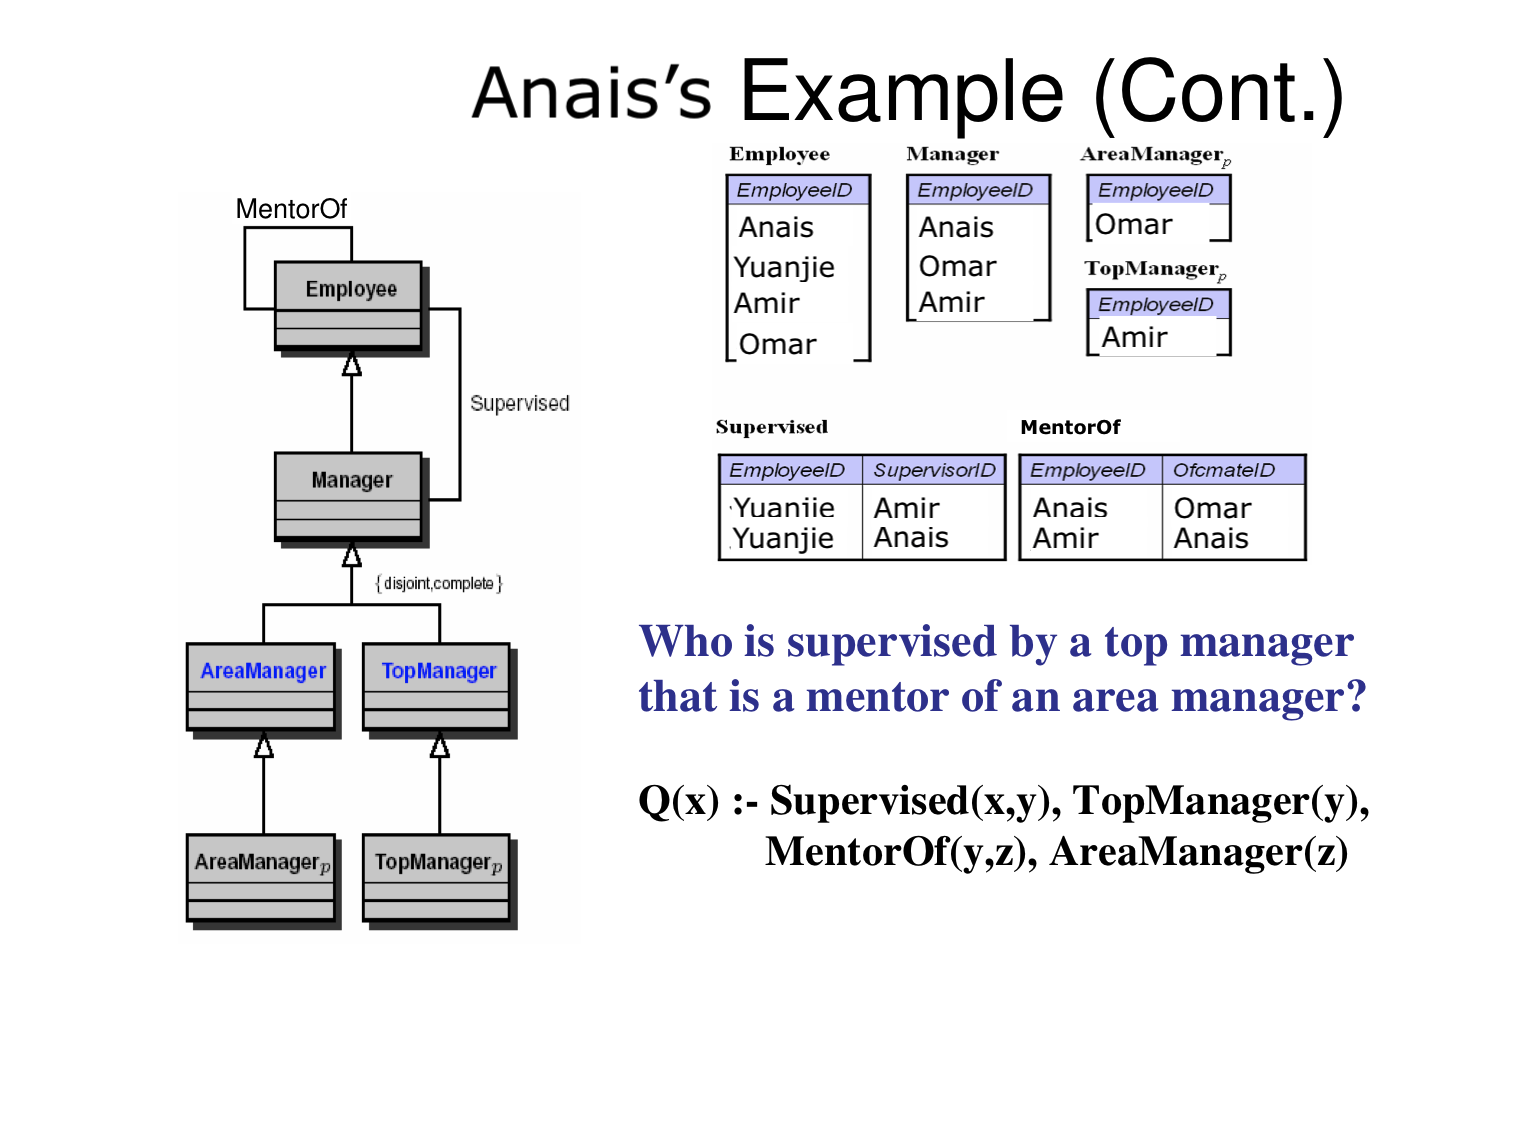 Anais’s Example (Cont.)
MentorOf
Employee
Supervised
Manager
{disjoint,complete}
AreaManager TopManager
AreaManagerp TopManagerp
Employee
EmployeeID
Anais
Yuanjie
Amir
Omar
Manager
EmployeeID
Anais
Omar
Amir
AreaManagerp
EmployeeID
Omar
TopManagerp
EmployeeID
Amir
Supervised
EmployeeID SupervisorID
Yuanjie Amir
Yuanjie Anais
MentorOf
EmployeeID OfcmateID
Anais Omar
Amir Anais
Who is supervised by a top manager
that is a mentor of an area manager?
Q(x) :- Supervised(x,y), TopManager(y),
MentorOf(y,z), AreaManager(z)